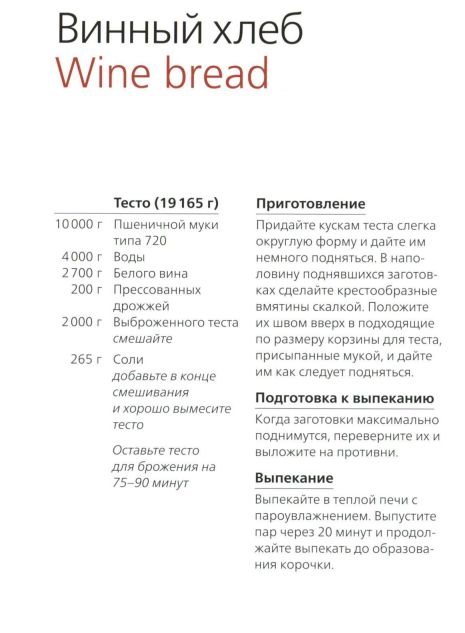 Винный хлеб
Wine bread
Тесто (19 165 г)
10 000 г Пшеничной муки
типа 720
4 000 г Воды
2 700 г Белого вина
200 г Прессованных
дрожжей
2 000 г Выброженного теста
смешайте
265 г Соли
добавьте в конце
смешивания
и хорошо вымесите
тесто
Оставьте тесто
для брожения на
75–90 минут
Приготовление
Придайте кускам теста слегка
округлую форму и дайте им
немного подняться. В напо-
ловину поднявшихся заготов-
ках сделайте крестообразные
вмятины скалкой. Положите
их швом вверх в подходящие
по размеру корзины для теста,
присыпанные мукой, и дайте
им как следует подняться.
Подготовка к выпеканию
Когда заготовки максимально
поднимутся, переверните их и
выложите на противни.
Выпекание
Выпекайте в теплой печи с
пароувлажнением. Выпустите
пар через 20 минут и продол-
жайте выпекать до образова-
ния корочки.